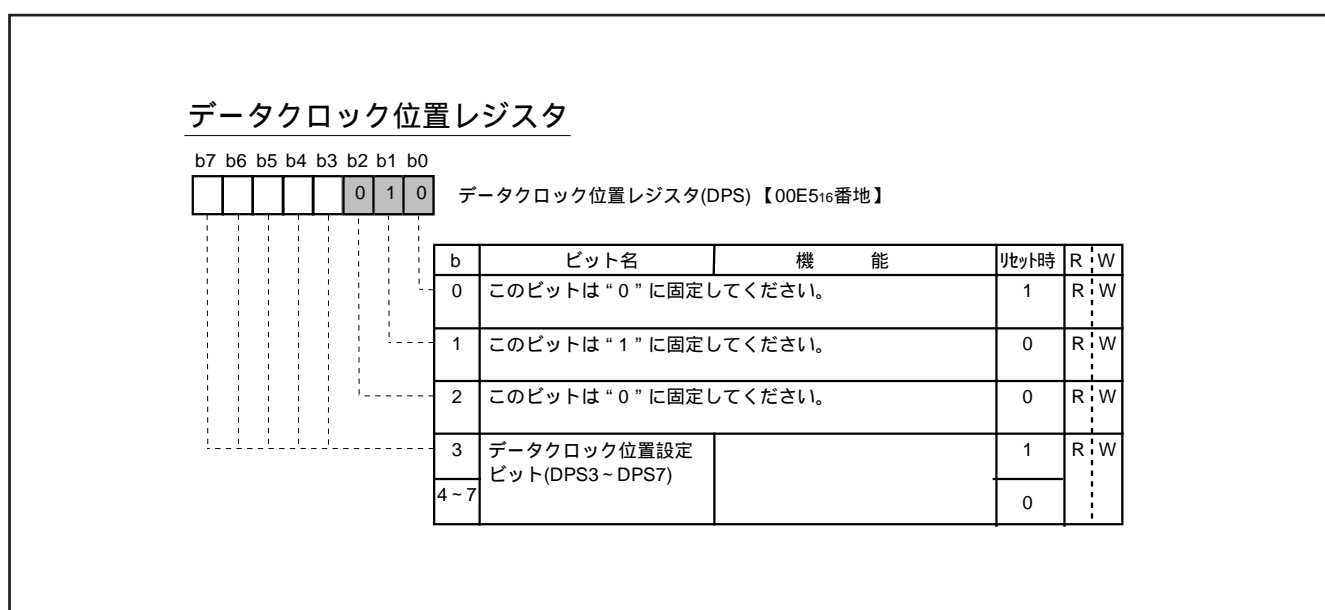 データクロック位置レジスタ
b7 b6 b5 b4 b3 b2 b1 b0
0 1 0
データクロック位置レジスタ(DPS)【00E516番地】
b ビット名 機 能 リセット時 R W
0 このビットは“0”に固定してください。 1 R W
1 このビットは“1”に固定してください。 0 R W
2 このビットは“0”に固定してください。 0 R W
3 データクロック位置設定 1 R W
ビット(DPS3~DPS7)
4~7 0